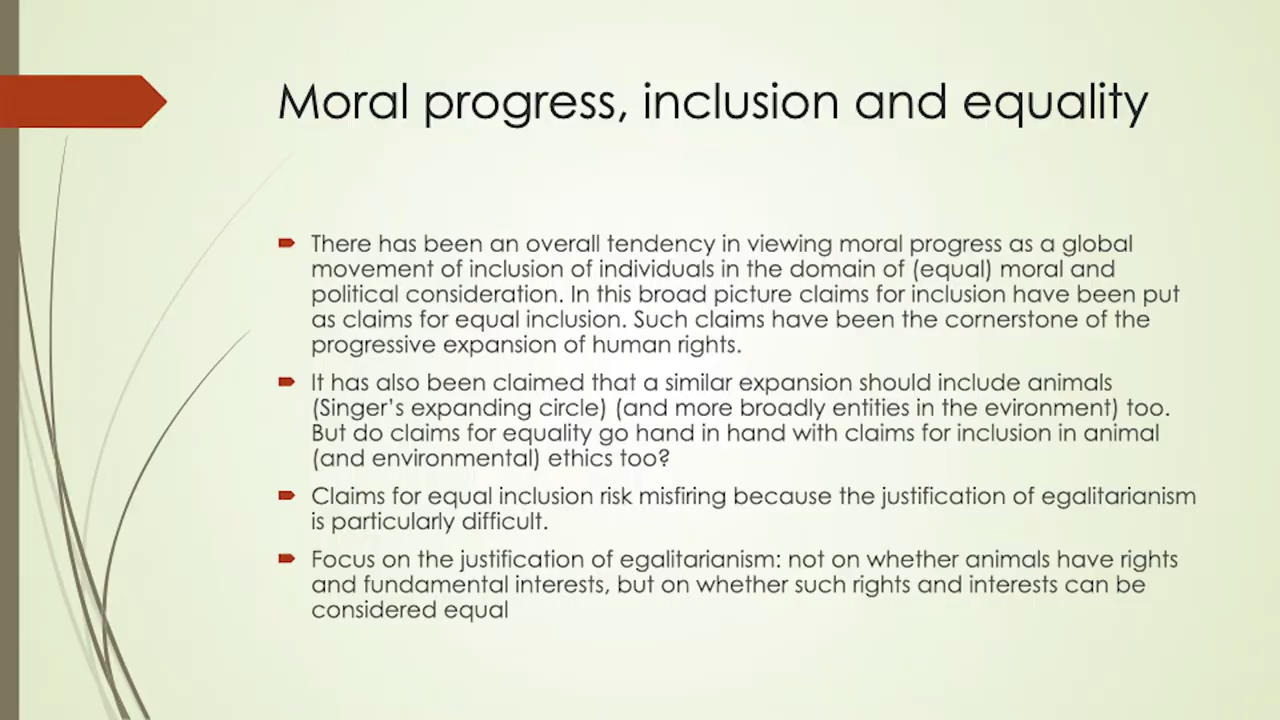 Moral progress, inclusion and equality
There has been an overall tendency in viewing moral progress as a global
movement of inclusion of individuals in the domain of (equal) moral and
political consideration. In this broad picture claims for inclusion have been put
as claims for equal inclusion. Such claims have been the cornerstone of the
progressive expansion of human rights.
It has also been claimed that a similar expansion should include animals
(Singer's expanding circle) (and more broadly entities in the evironment) too.
But do claims for equality go hand in hand with claims for inclusion in animal
(and environmental) ethics too?
Claims for equal inclusion risk misfiring because the justification of egalitarianism
is particularly difficult.
Focus on the justification of egalitarianism: not on whether animals have rights
and fundamental interests, but on whether such rights and interests can be
considered equal